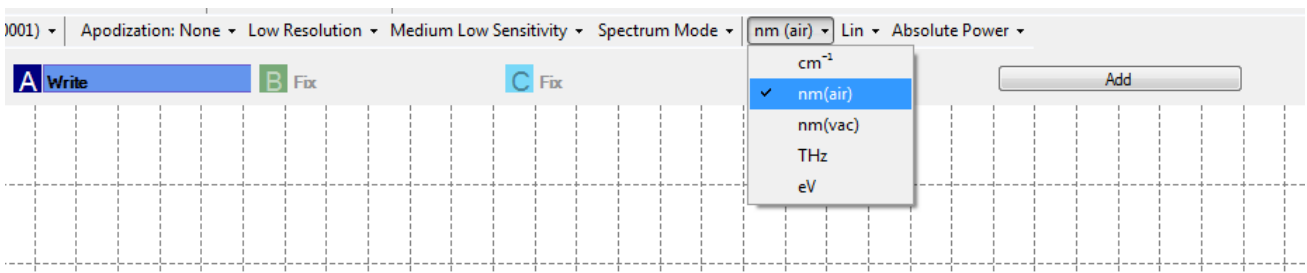 0001) Apodization: None Low Resolution Medium Low Sensitivity Spectrum Mode nm (air) Lin Absolute Power
A Write B Fix C Fix Add
cm⁻¹
nm(air)
nm(vac)
THz
eV